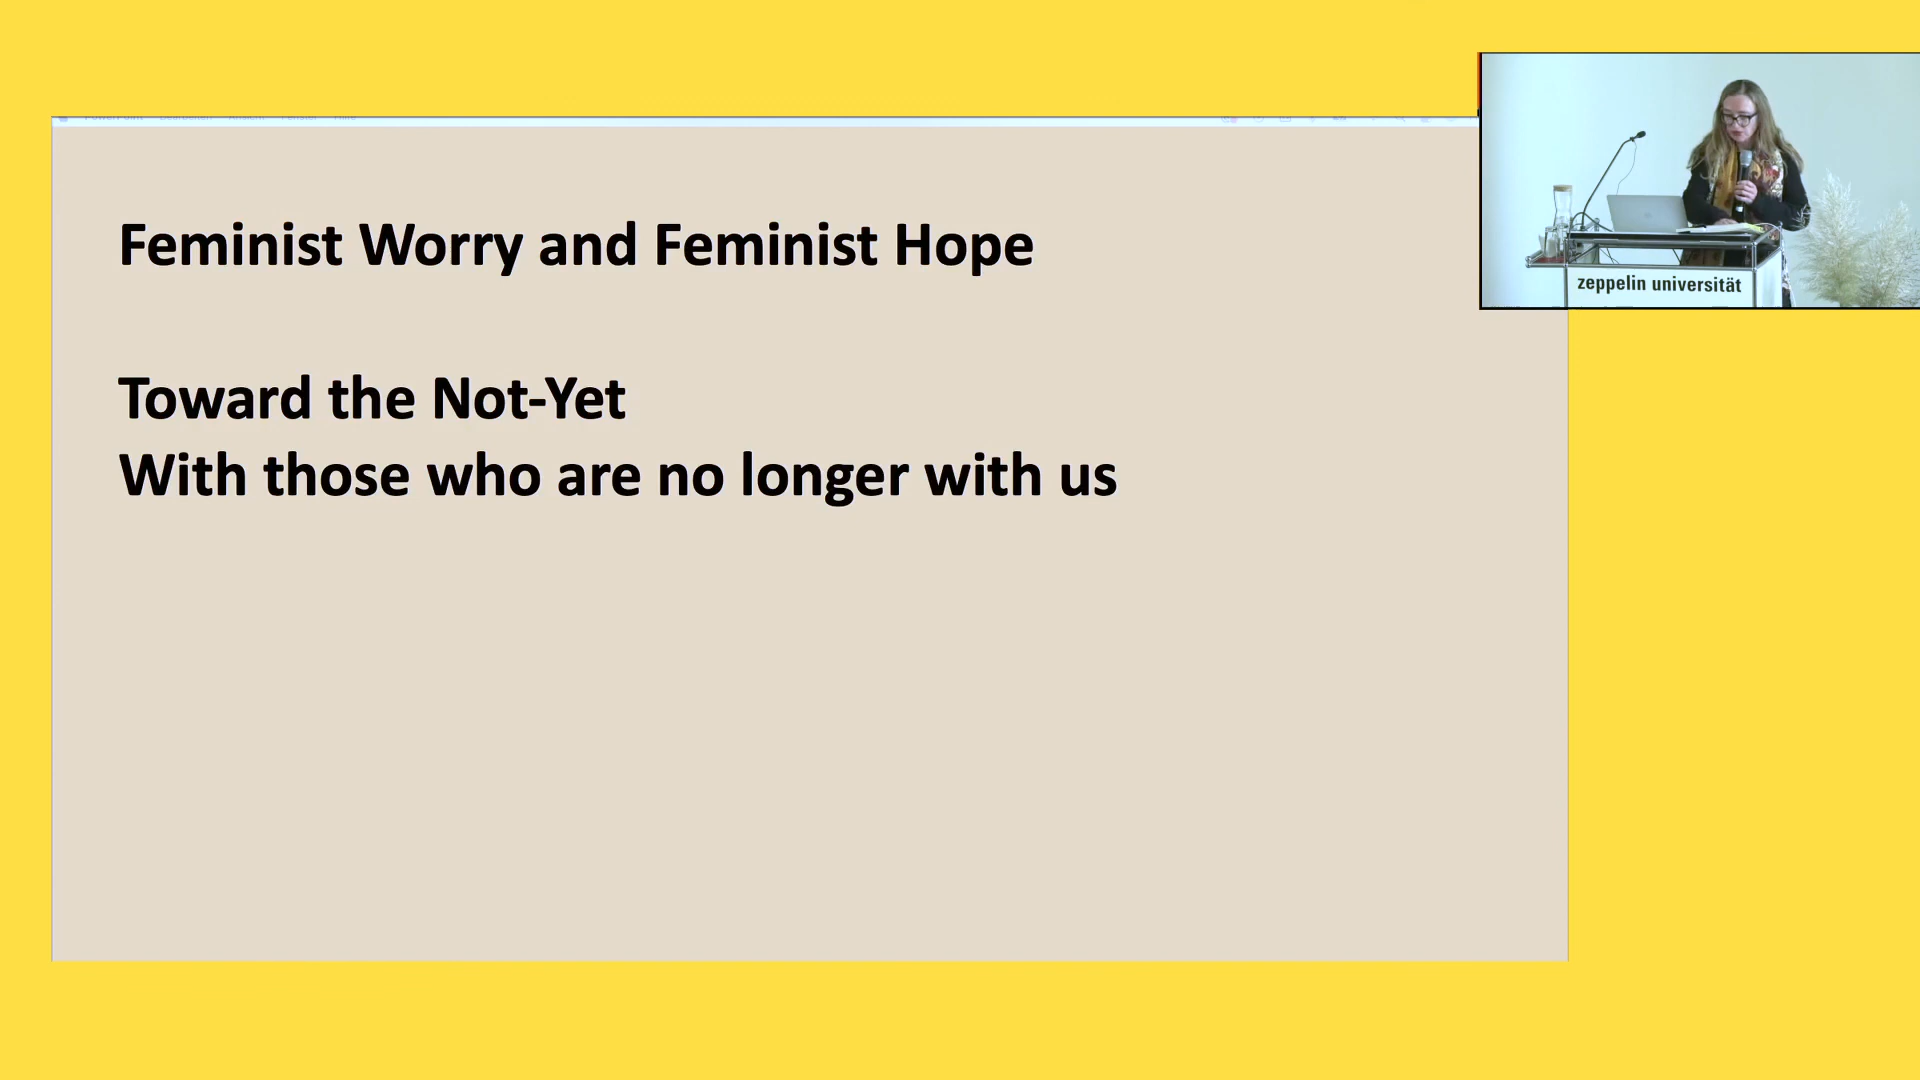 Feminist Worry and Feminist Hope
Toward the Not-Yet
With those who are no longer with us
zeppelin universität